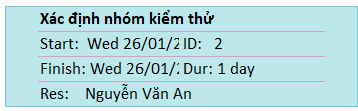 Xác định nhóm kiểm thử
Start: Wed 26/01/2 ID: 2
Finish: Wed 26/01/2 Dur: 1 day
Res: Nguyễn Văn An